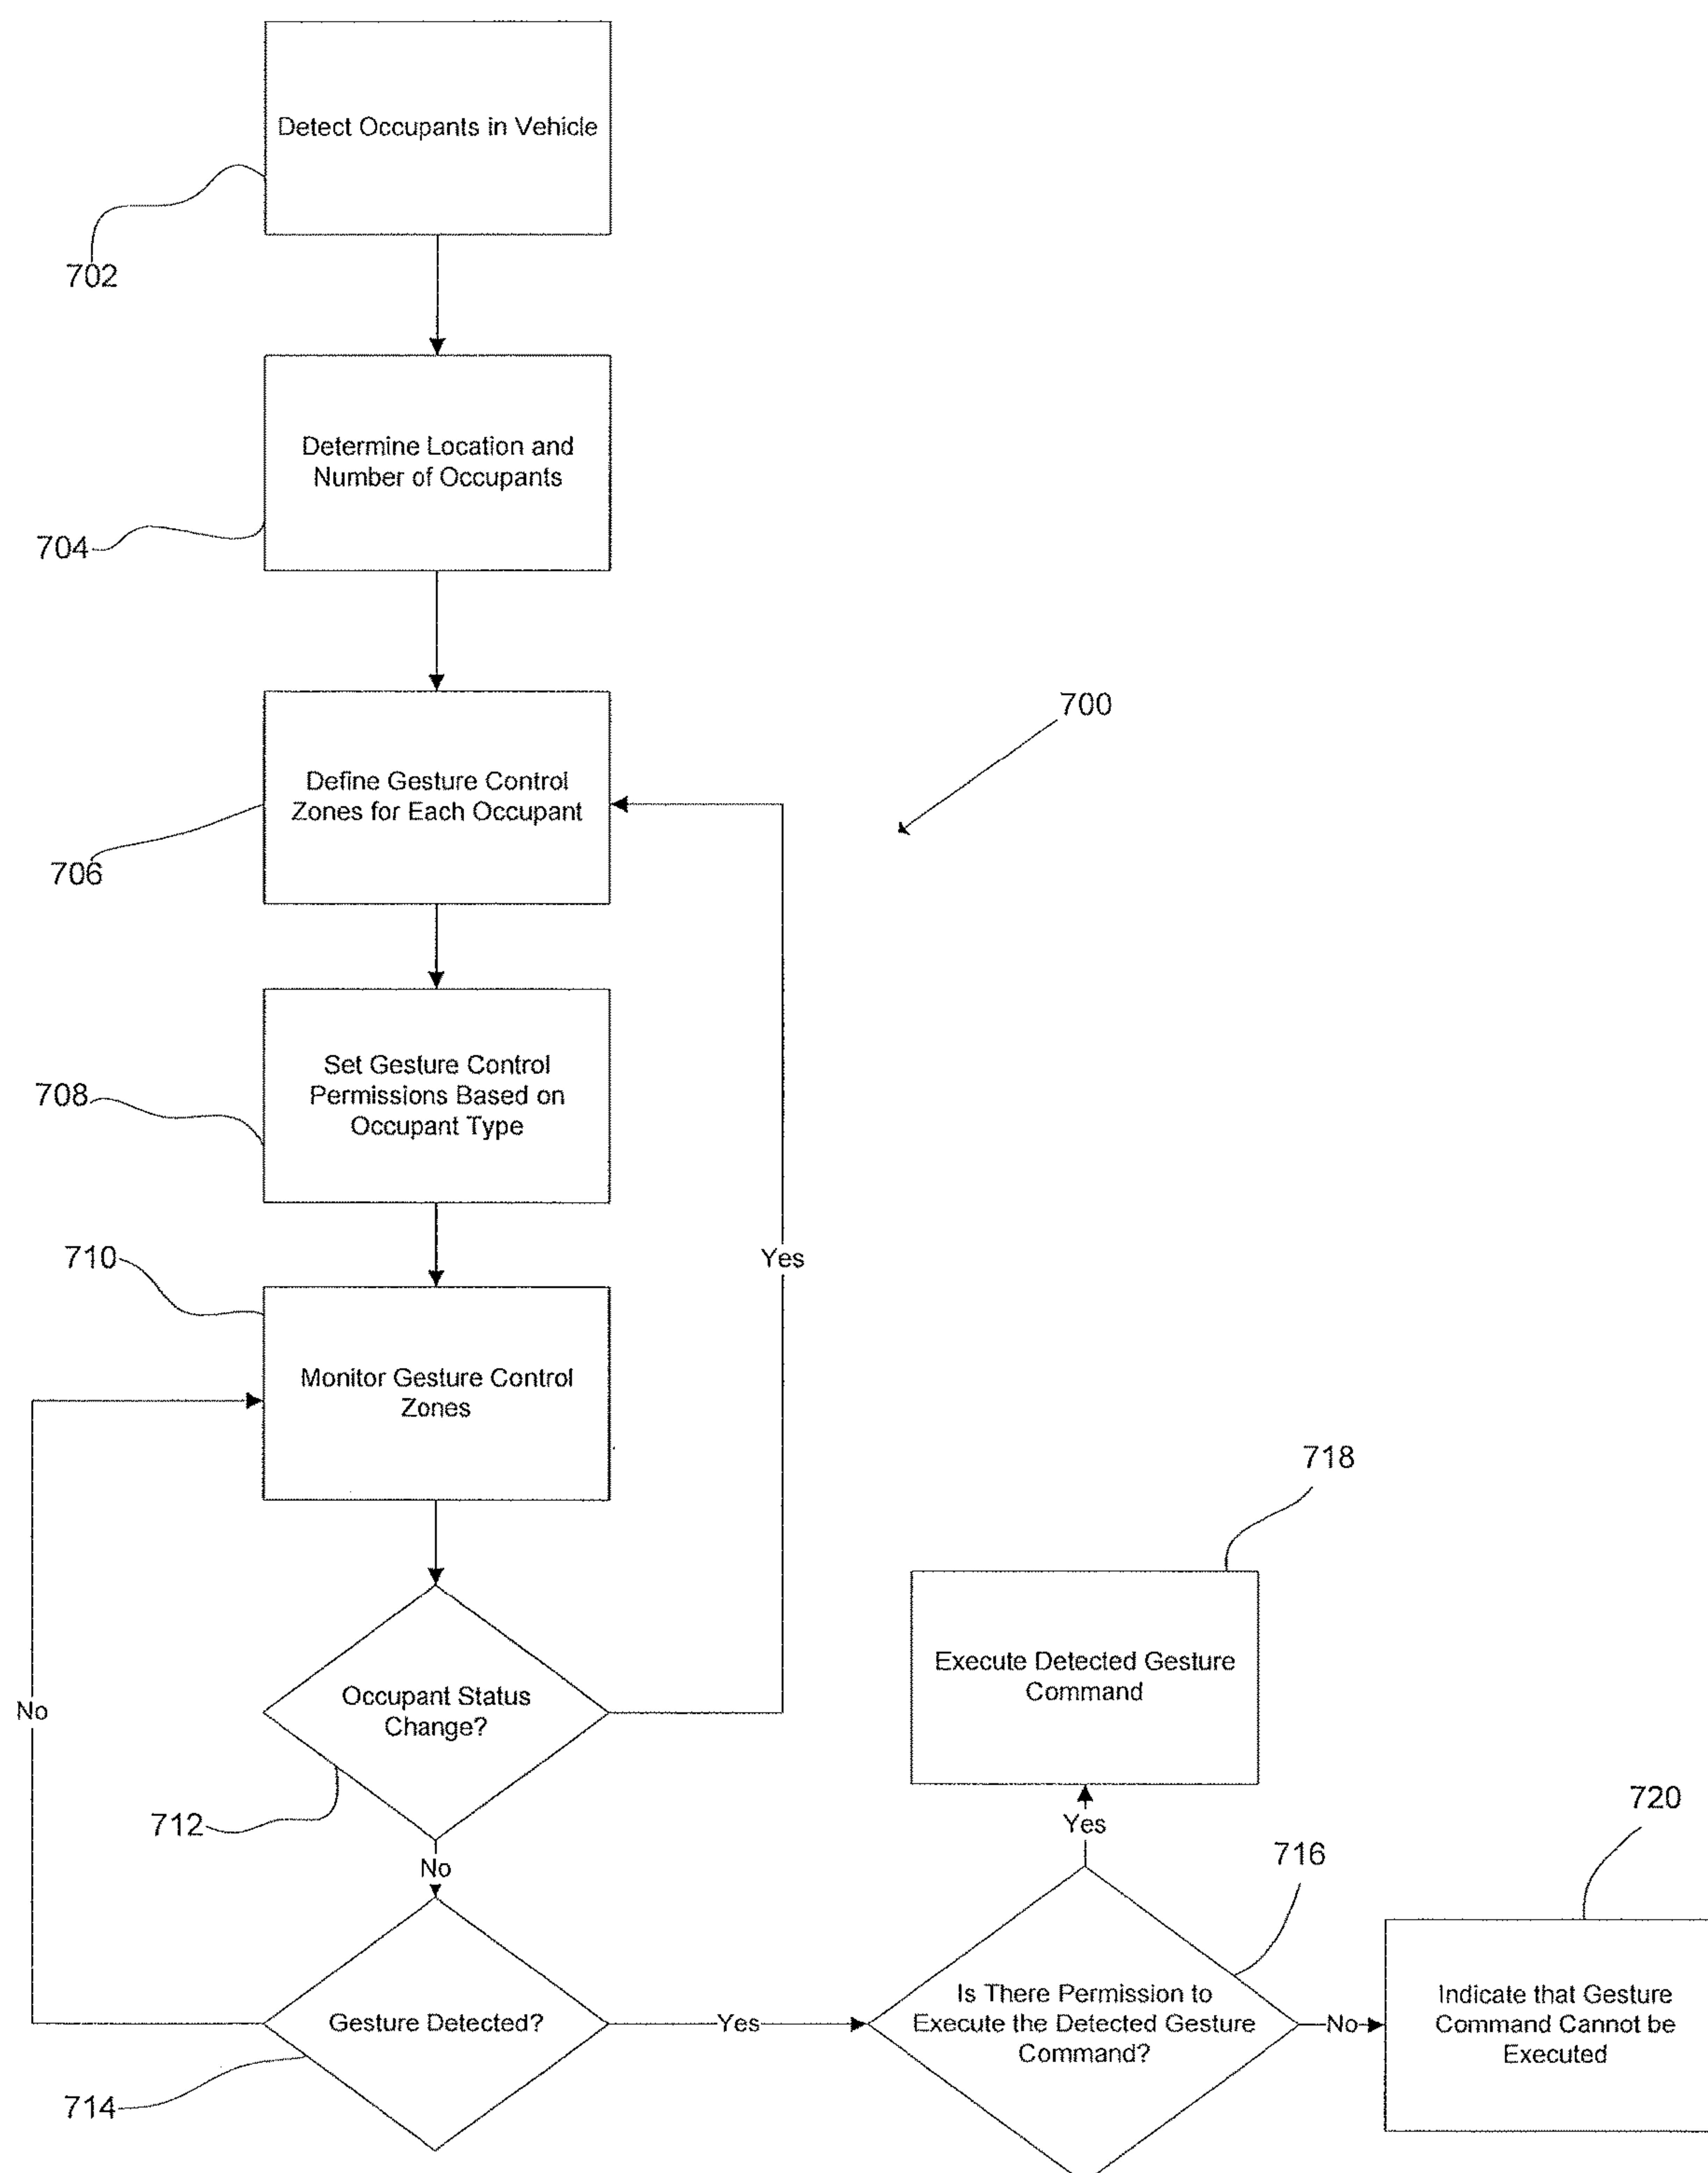 Detect Occupants in Vehicle
702
Determine Location and
Number of Occupants
704
Define Gesture Control
Zones for Each Occupant
706
700
Set Gesture Control
Permissions Based on
Occupant Type
708
710
Monitor Gesture Control
Zones
Yes
No
Occupant Status
Change?
712
No
Gesture Detected?
714
Yes
718
Execute Detected Gesture
Command
Yes
716
Is There Permission to
Execute the Detected Gesture
Command?
No
720
Indicate that Gesture
Command Cannot be
Executed